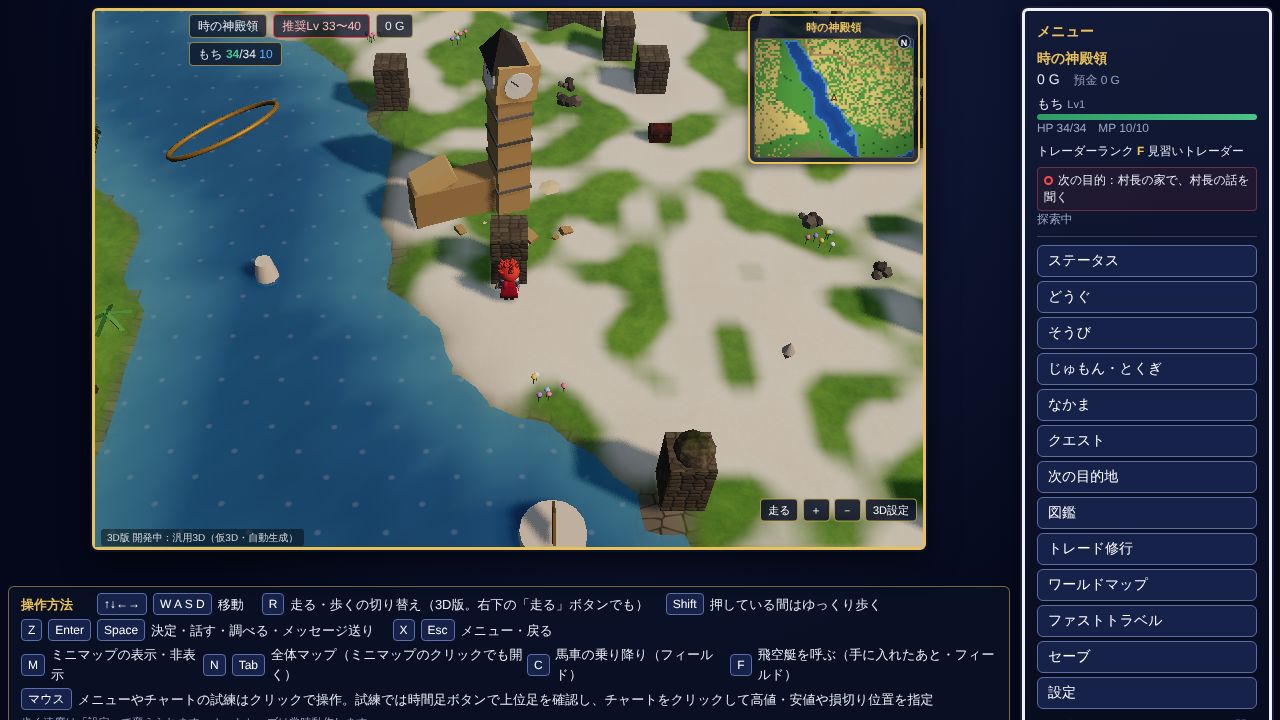 時の神殿領
推奨Lv 33〜40
0 G
もち 34/34 10
時の神殿領
N
走る
＋
－
3D設定
3D版 開発中：汎用3D（仮3D・自動生成）
メニュー
時の神殿領
0 G 預金 0 G
もち Lv1
HP 34/34 MP 10/10
トレーダーランク F 見習いトレーダー
次の目的：村長の家で、村長の話を
聞く
探索中
ステータス
どうぐ
そうび
じゅもん・とくぎ
なかま
クエスト
次の目的地
図鑑
トレード修行
ワールドマップ
ファストトラベル
セーブ
設定
操作方法 ↑↓←→ W A S D 移動 R 走る・歩くの切り替え（3D版。右下の「走る」ボタンでも） Shift 押している間はゆっくり歩く
Z Enter Space 決定・話す・調べる・メッセージ送り X Esc メニュー・戻る
M ミニマップの表示・非表示 N Tab 全体マップ（ミニマップのクリックでも開く） C 馬車の乗り降り（フィールド） F 飛空艇を呼ぶ（手に入れたあと・フィールド）
マウス メニューやチャートの試練はクリックで操作。試練では時間足ボタンで上位足を確認し、チャートをクリックして高値・安値や損切り位置を指定